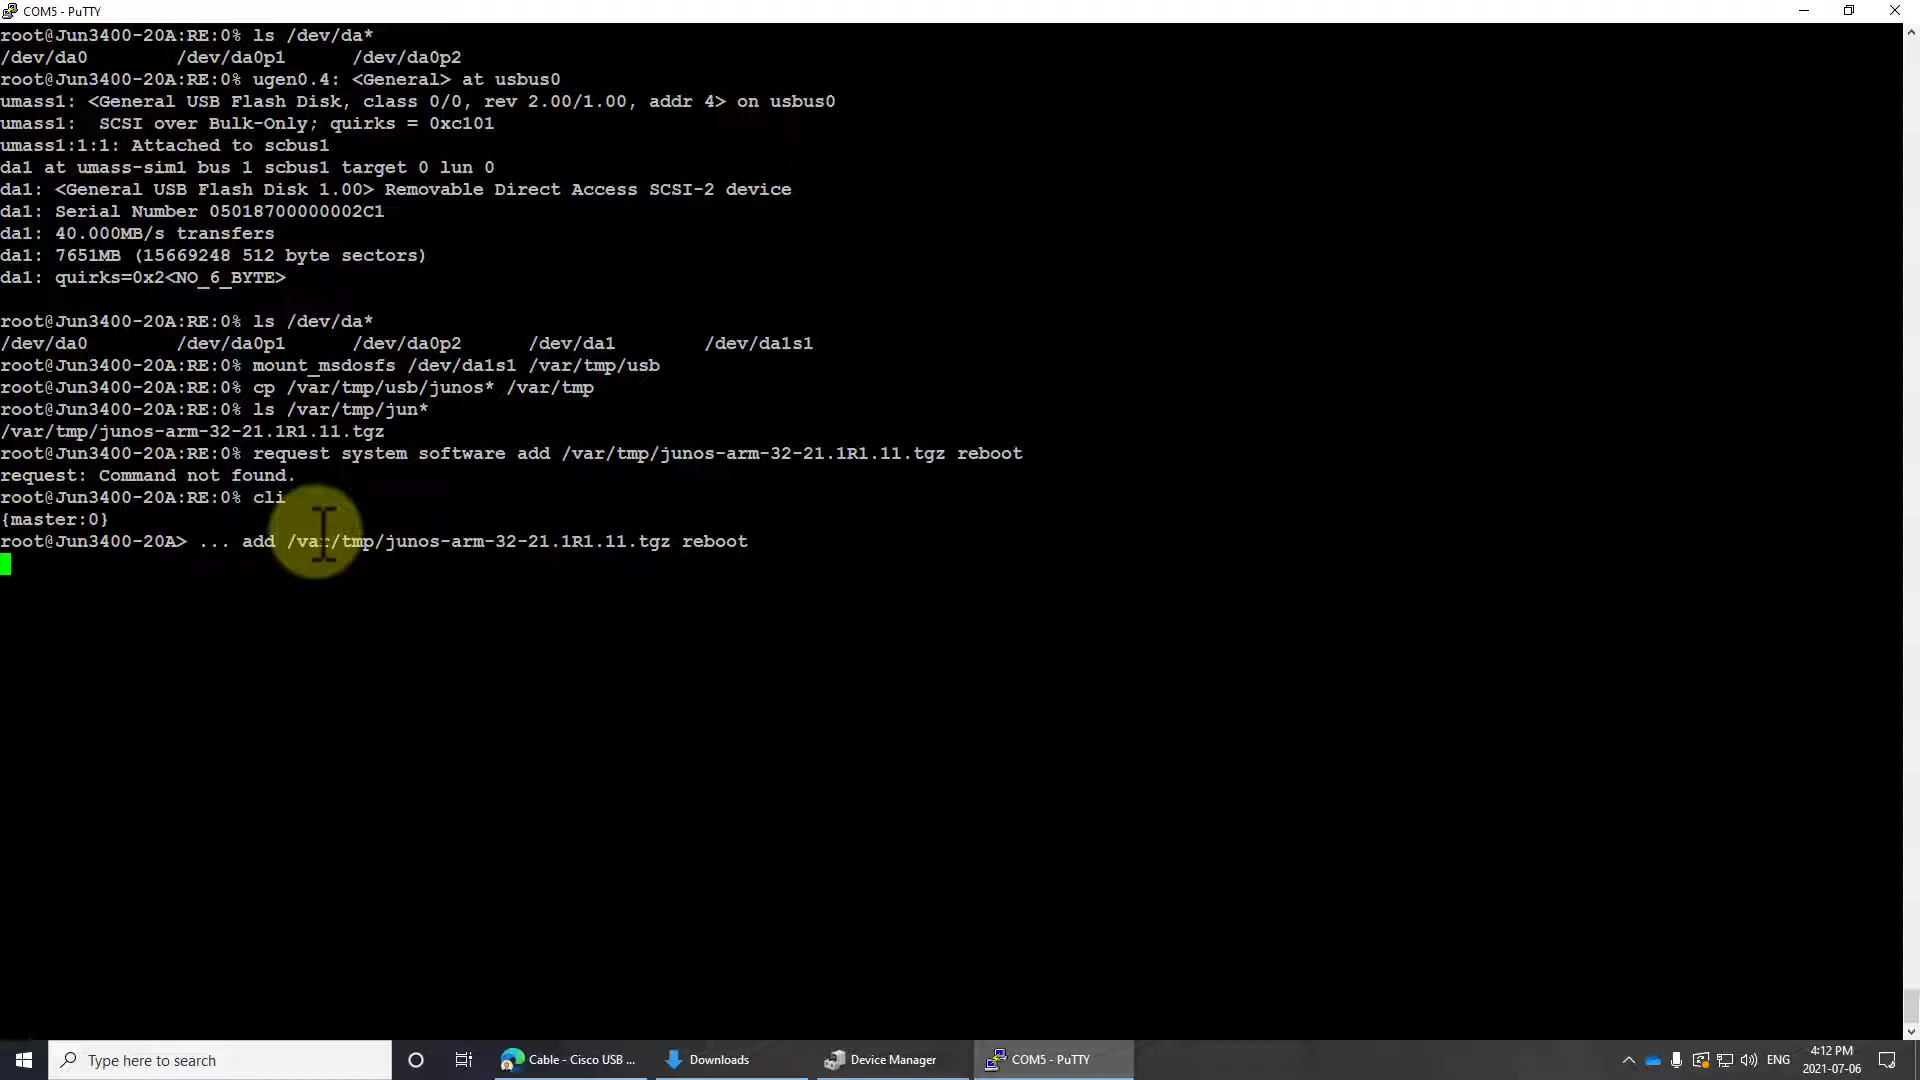 COM5 - PuTTY
root@Jun3400-20A:RE:0% ls /dev/da*
/dev/da0 /dev/da0p1 /dev/da0p2
root@Jun3400-20A:RE:0% ugen0.4: <General> at usbus0
umass1: <General USB Flash Disk, class 0/0, rev 2.00/1.00, addr 4> on usbus0
umass1:  SCSI over Bulk-Only; quirks = 0xc101
umass1:1:1: Attached to scbus1
da1 at umass-sim1 bus 1 scbus1 target 0 lun 0
da1: <General USB Flash Disk 1.00> Removable Direct Access SCSI-2 device
da1: Serial Number 05018700000002C1
da1: 40.000MB/s transfers
da1: 7651MB (15669248 512 byte sectors)
da1: quirks=0x2<NO_6_BYTE>
root@Jun3400-20A:RE:0% ls /dev/da*
/dev/da0 /dev/da0p1 /dev/da0p2 /dev/da1 /dev/da1s1
root@Jun3400-20A:RE:0% mount_msdosfs /dev/da1s1 /var/tmp/usb
root@Jun3400-20A:RE:0% cp /var/tmp/usb/junos* /var/tmp
root@Jun3400-20A:RE:0% ls /var/tmp/jun*
/var/tmp/junos-arm-32-21.1R1.11.tgz
root@Jun3400-20A:RE:0% request system software add /var/tmp/junos-arm-32-21.1R1.11.tgz reboot
request: Command not found.
root@Jun3400-20A:RE:0% cli
{master:0}
root@Jun3400-20A> ... add /var/tmp/junos-arm-32-21.1R1.11.tgz reboot
Type here to search
Cable - Cisco USB ...
Downloads
Device Manager
COM5 - PuTTY
ENG
4:12 PM
2021-07-06